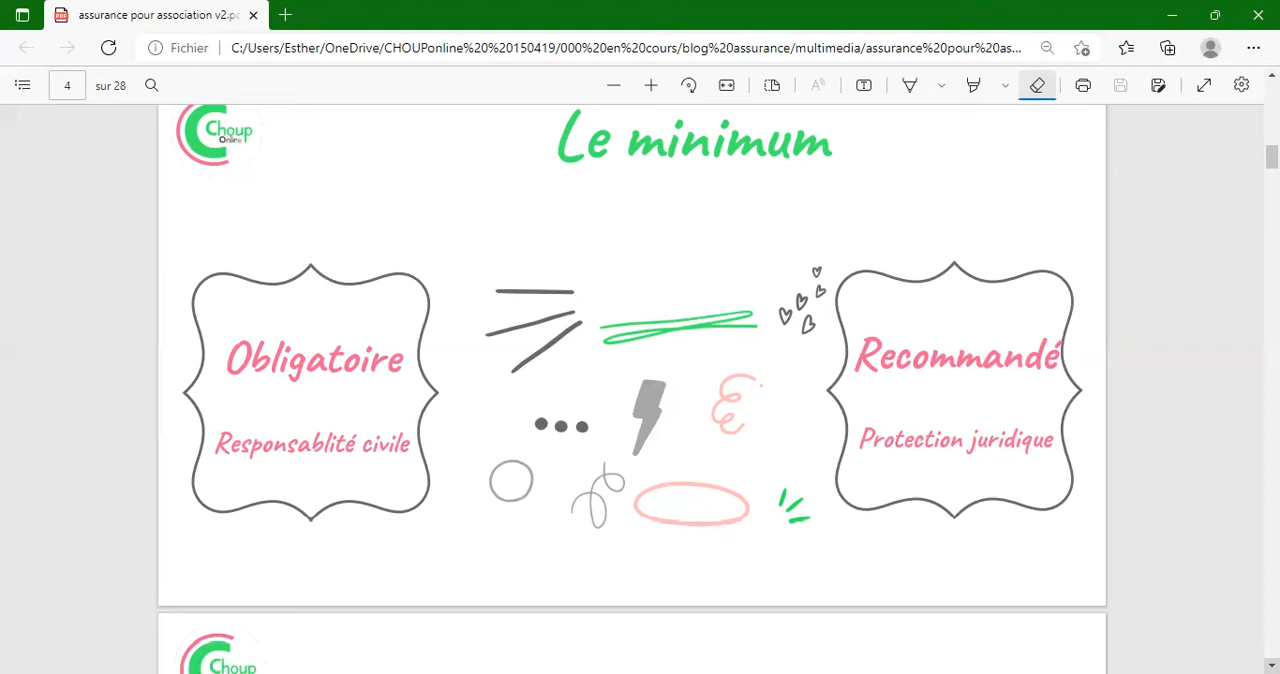 assurance pour association v2.p
Fichier
C:/Users/Esther/OneDrive/CHOUPonline%20%20150419/000%20en%20cours/blog%20assurance/multimedia/assurance%20pour%20as...
4 sur 28
Choup
Online
Le minimum
Obligatoire
Responsablité civile
Recommandé
Protection juridique
Choup